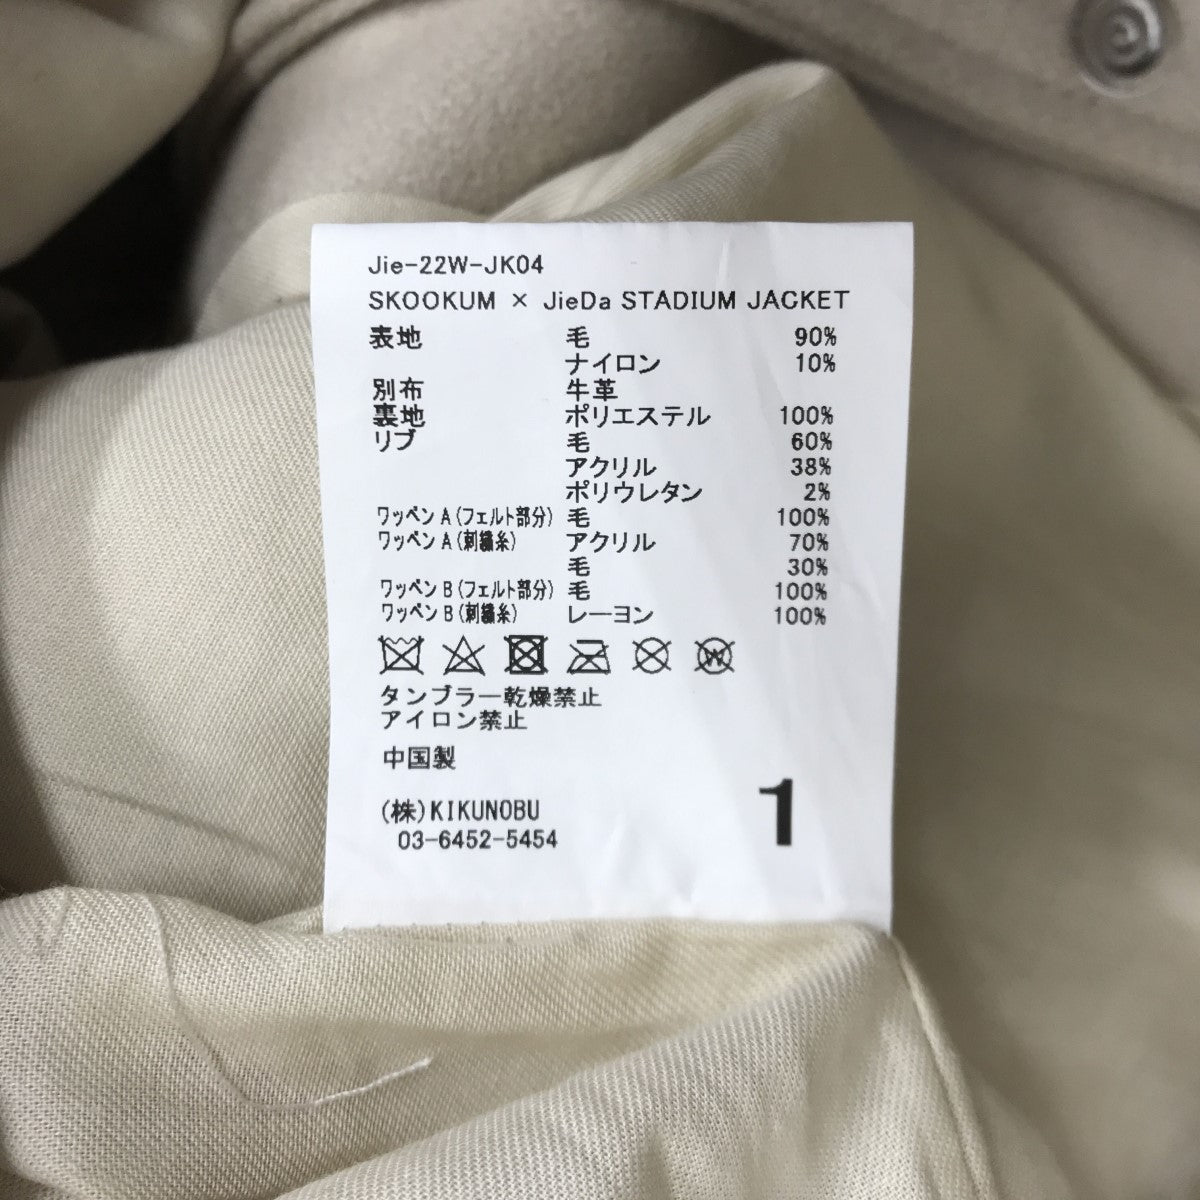 Jie-22W-JK04
SKOOKUM × JieDa STADIUM JACKET
表地 毛 90%
ナイロン 10%
別布 牛革
裏地 ポリエステル 100%
リブ 毛 60%
アクリル 38%
ポリウレタン 2%
ワッペン A (フェルト部分) 毛 100%
ワッペン A (刺繍糸) アクリル 70%
毛 30%
ワッペン B (フェルト部分) 毛 100%
ワッペン B (刺繍糸) レーヨン 100%
タンブラー乾燥禁止
アイロン禁止
中国製
(株)KIKUNOBU
03-6452-5454
1